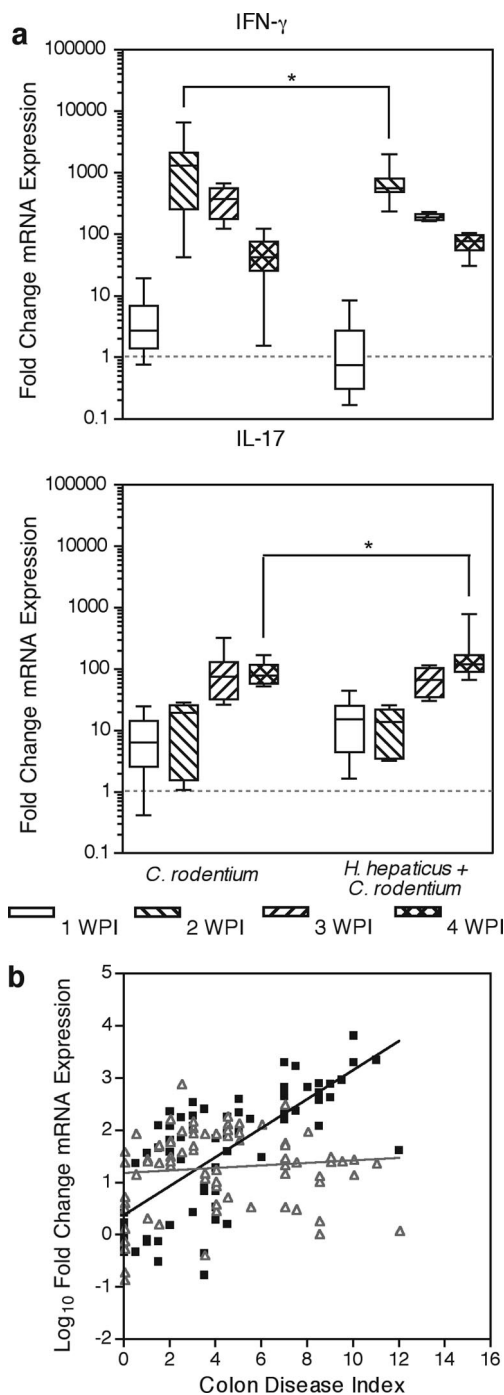 a
IFN-γ
Fold Change mRNA Expression
100000
10000
1000
100
10
1
0.1
*
IL-17
Fold Change mRNA Expression
100000
10000
1000
100
10
1
0.1
*
C. rodentium
H. hepaticus +
C. rodentium
1 WPI 2 WPI 3 WPI 4 WPI
b
Log10 Fold Change mRNA Expression
5
4
3
2
1
0
-1
-2
0 2 4 6 8 10 12 14 16
Colon Disease Index